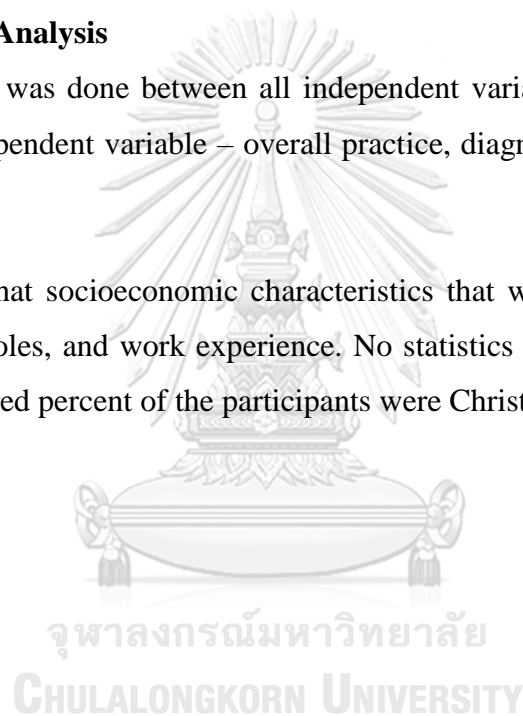 Analysis
was done between all independent varia
pendent variable – overall practice, diagn
hat socioeconomic characteristics that w
oles, and work experience. No statistics
red percent of the participants were Christ
จุฬาลงกรณ์มหาวิทยาลัย
CHULALONGKORN UNIVERSITY